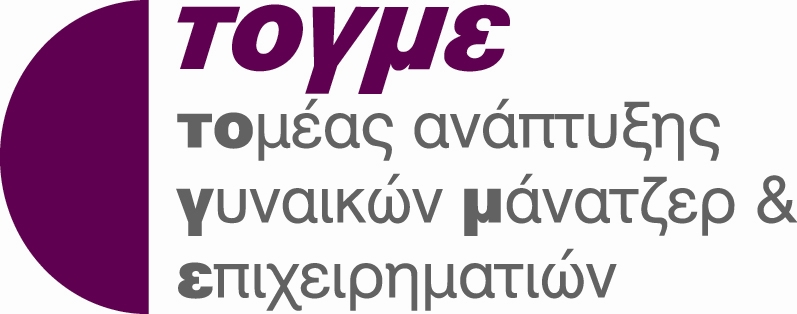 τογμε
τομέας ανάπτυξης
γυναικών μάνατζερ &
επιχειρηματιών